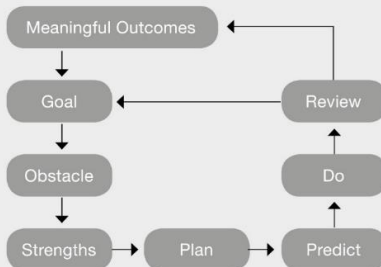 Meaningful Outcomes
Goal
Review
Obstacle
Do
Strengths
Plan
Predict